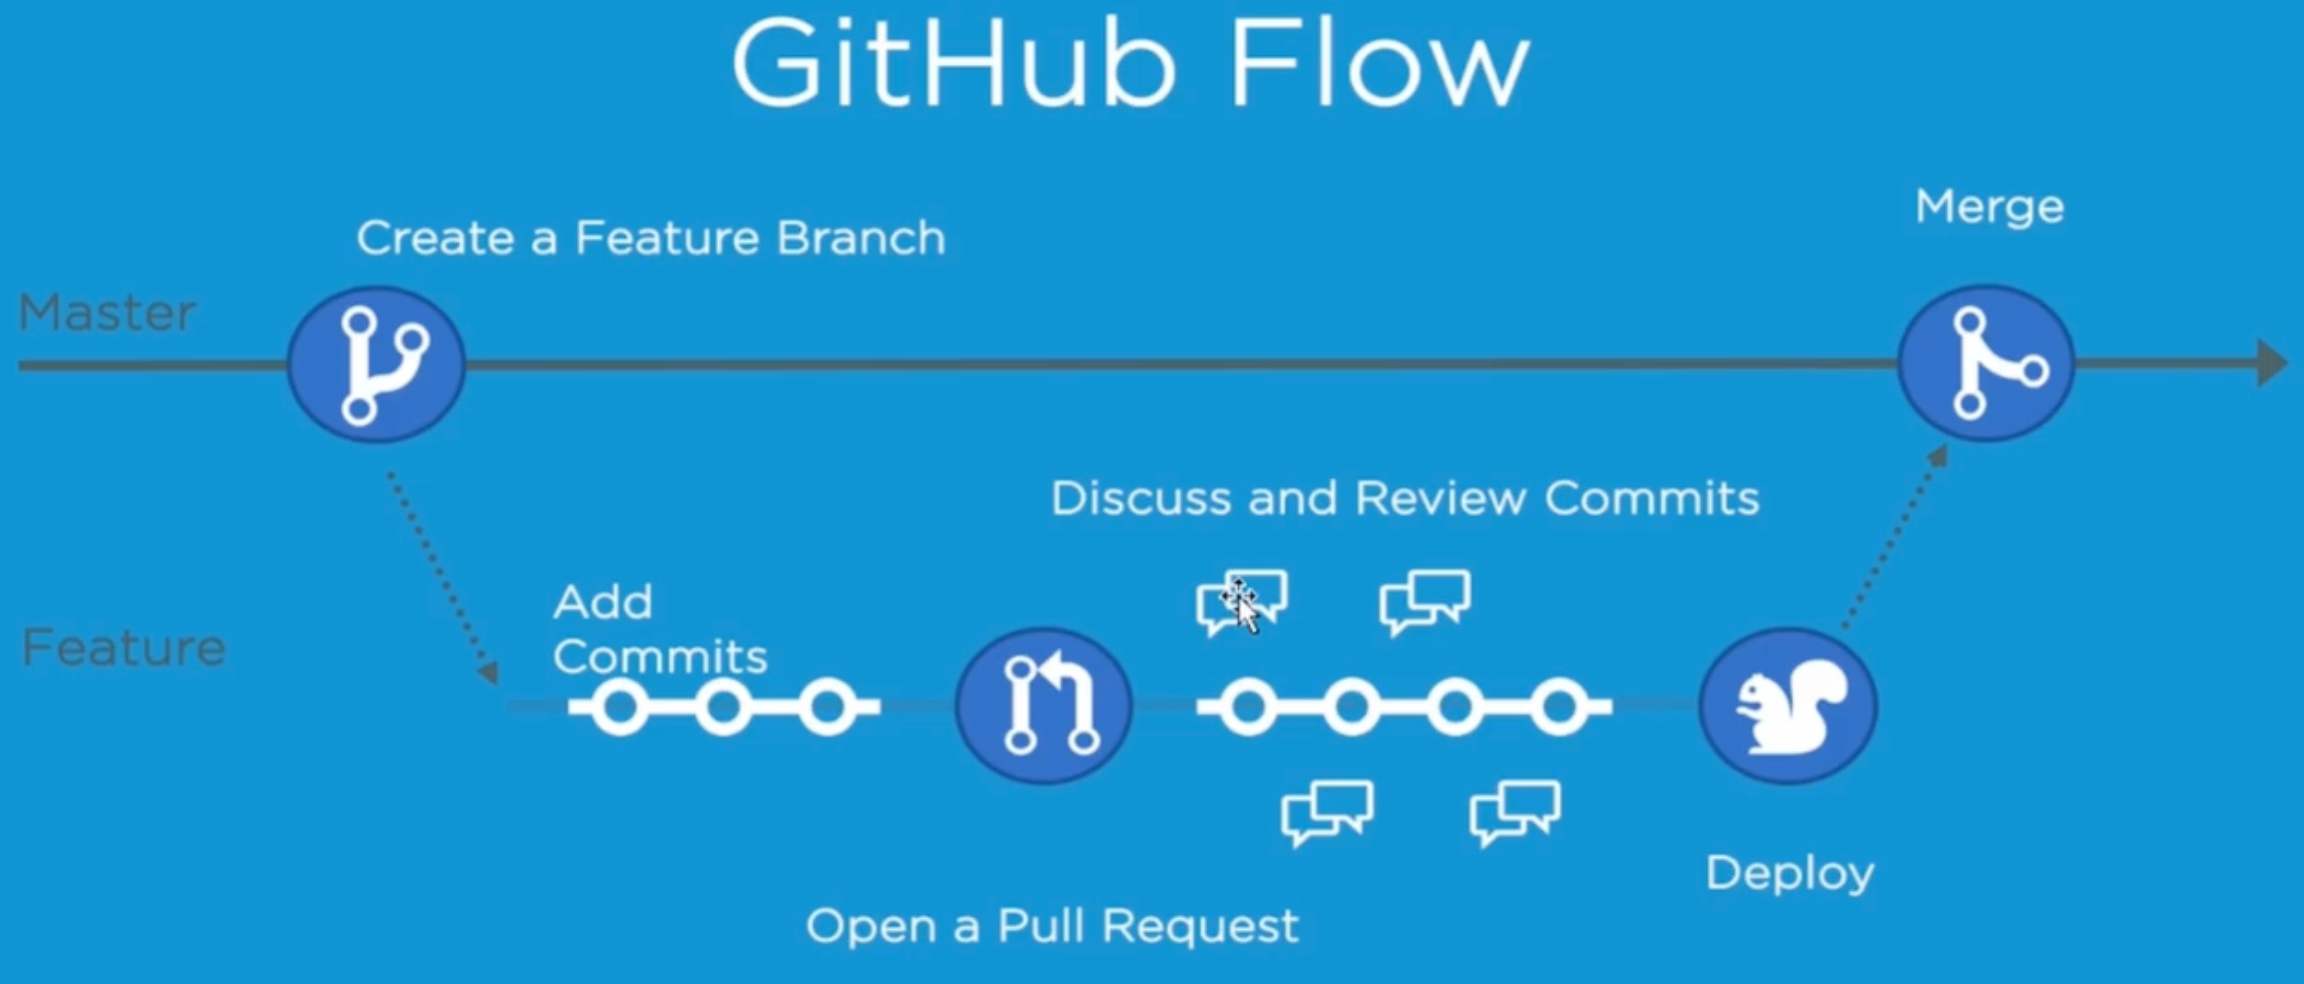 GitHub Flow
Merge
Create a Feature Branch
Master
Discuss and Review Commits
Add
Commits
Feature
Deploy
Open a Pull Request